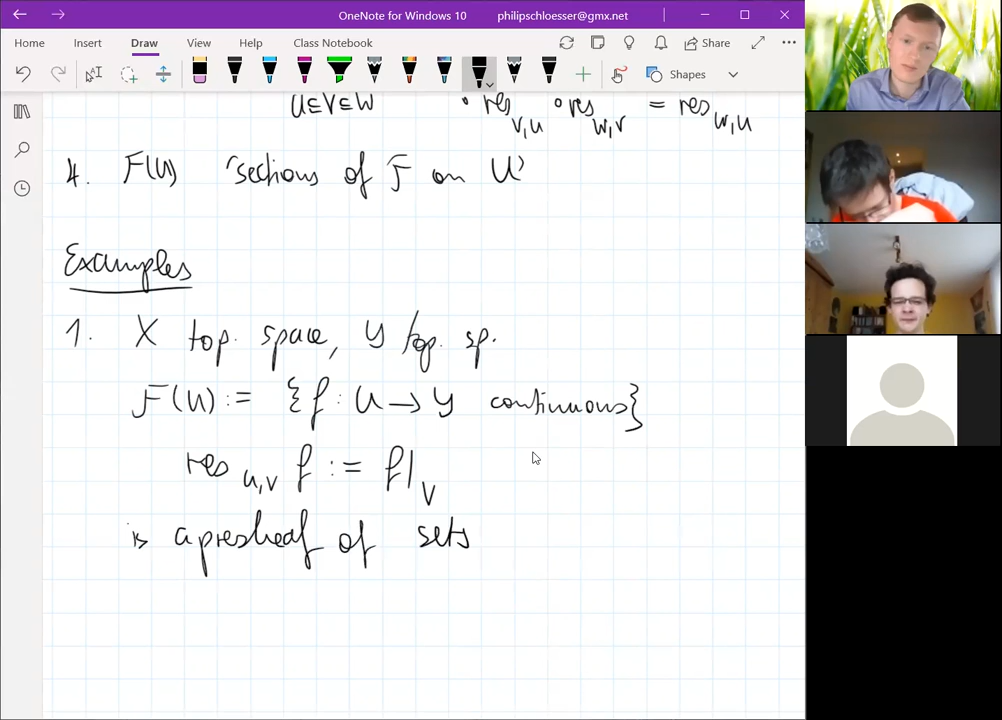 OneNote for Windows 10 philipschloesser@gmx.net
Home Insert Draw View Help Class Notebook Share
Shapes
U⊆V⊆W • res_{V,U} ∘ res_{W,V} = res_{W,U}
4. F(U) 'sections of F on U'
Examples
1. X top. space, Y top. sp.
F(U) := {f : U → Y continuous}
res_{U,V} f := f|_V
is a presheaf of sets